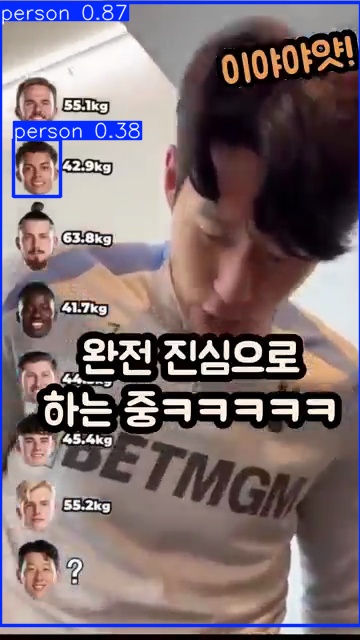 person 0.87
이야야얏!
55.1kg
person 0.38
42.9kg
63.8kg
41.7kg
완전 진심으로
하는 중ㅋㅋㅋㅋㅋ
45.4kg
BETMGM
55.2kg
?